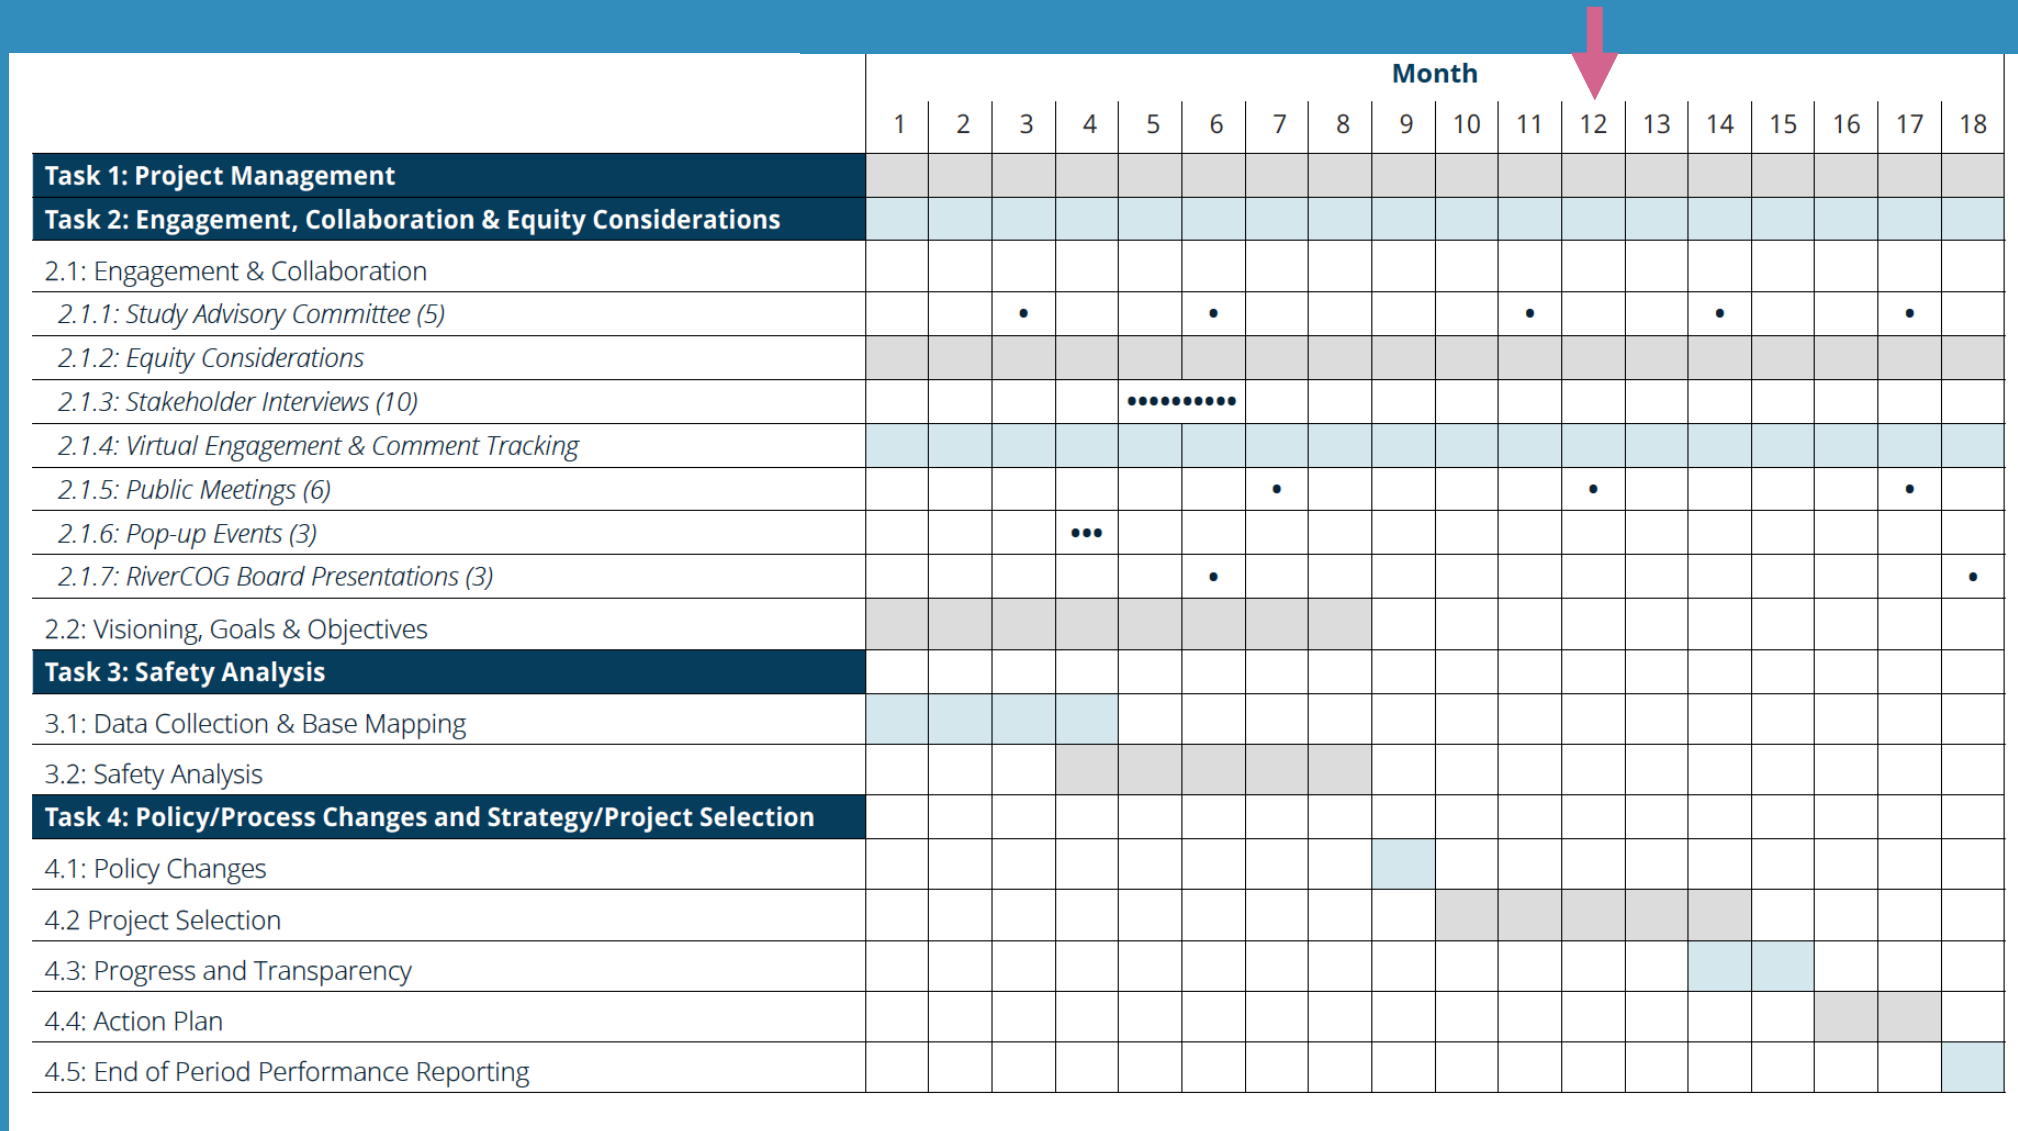 Month
1 2 3 4 5 6 7 8 9 10 11 12 13 14 15 16 17 18
Task 1: Project Management
Task 2: Engagement, Collaboration & Equity Considerations
2.1: Engagement & Collaboration
2.1.1: Study Advisory Committee (5)
2.1.2: Equity Considerations
2.1.3: Stakeholder Interviews (10)
2.1.4: Virtual Engagement & Comment Tracking
2.1.5: Public Meetings (6)
2.1.6: Pop-up Events (3)
2.1.7: RiverCOG Board Presentations (3)
2.2: Visioning, Goals & Objectives
Task 3: Safety Analysis
3.1: Data Collection & Base Mapping
3.2: Safety Analysis
Task 4: Policy/Process Changes and Strategy/Project Selection
4.1: Policy Changes
4.2 Project Selection
4.3: Progress and Transparency
4.4: Action Plan
4.5: End of Period Performance Reporting